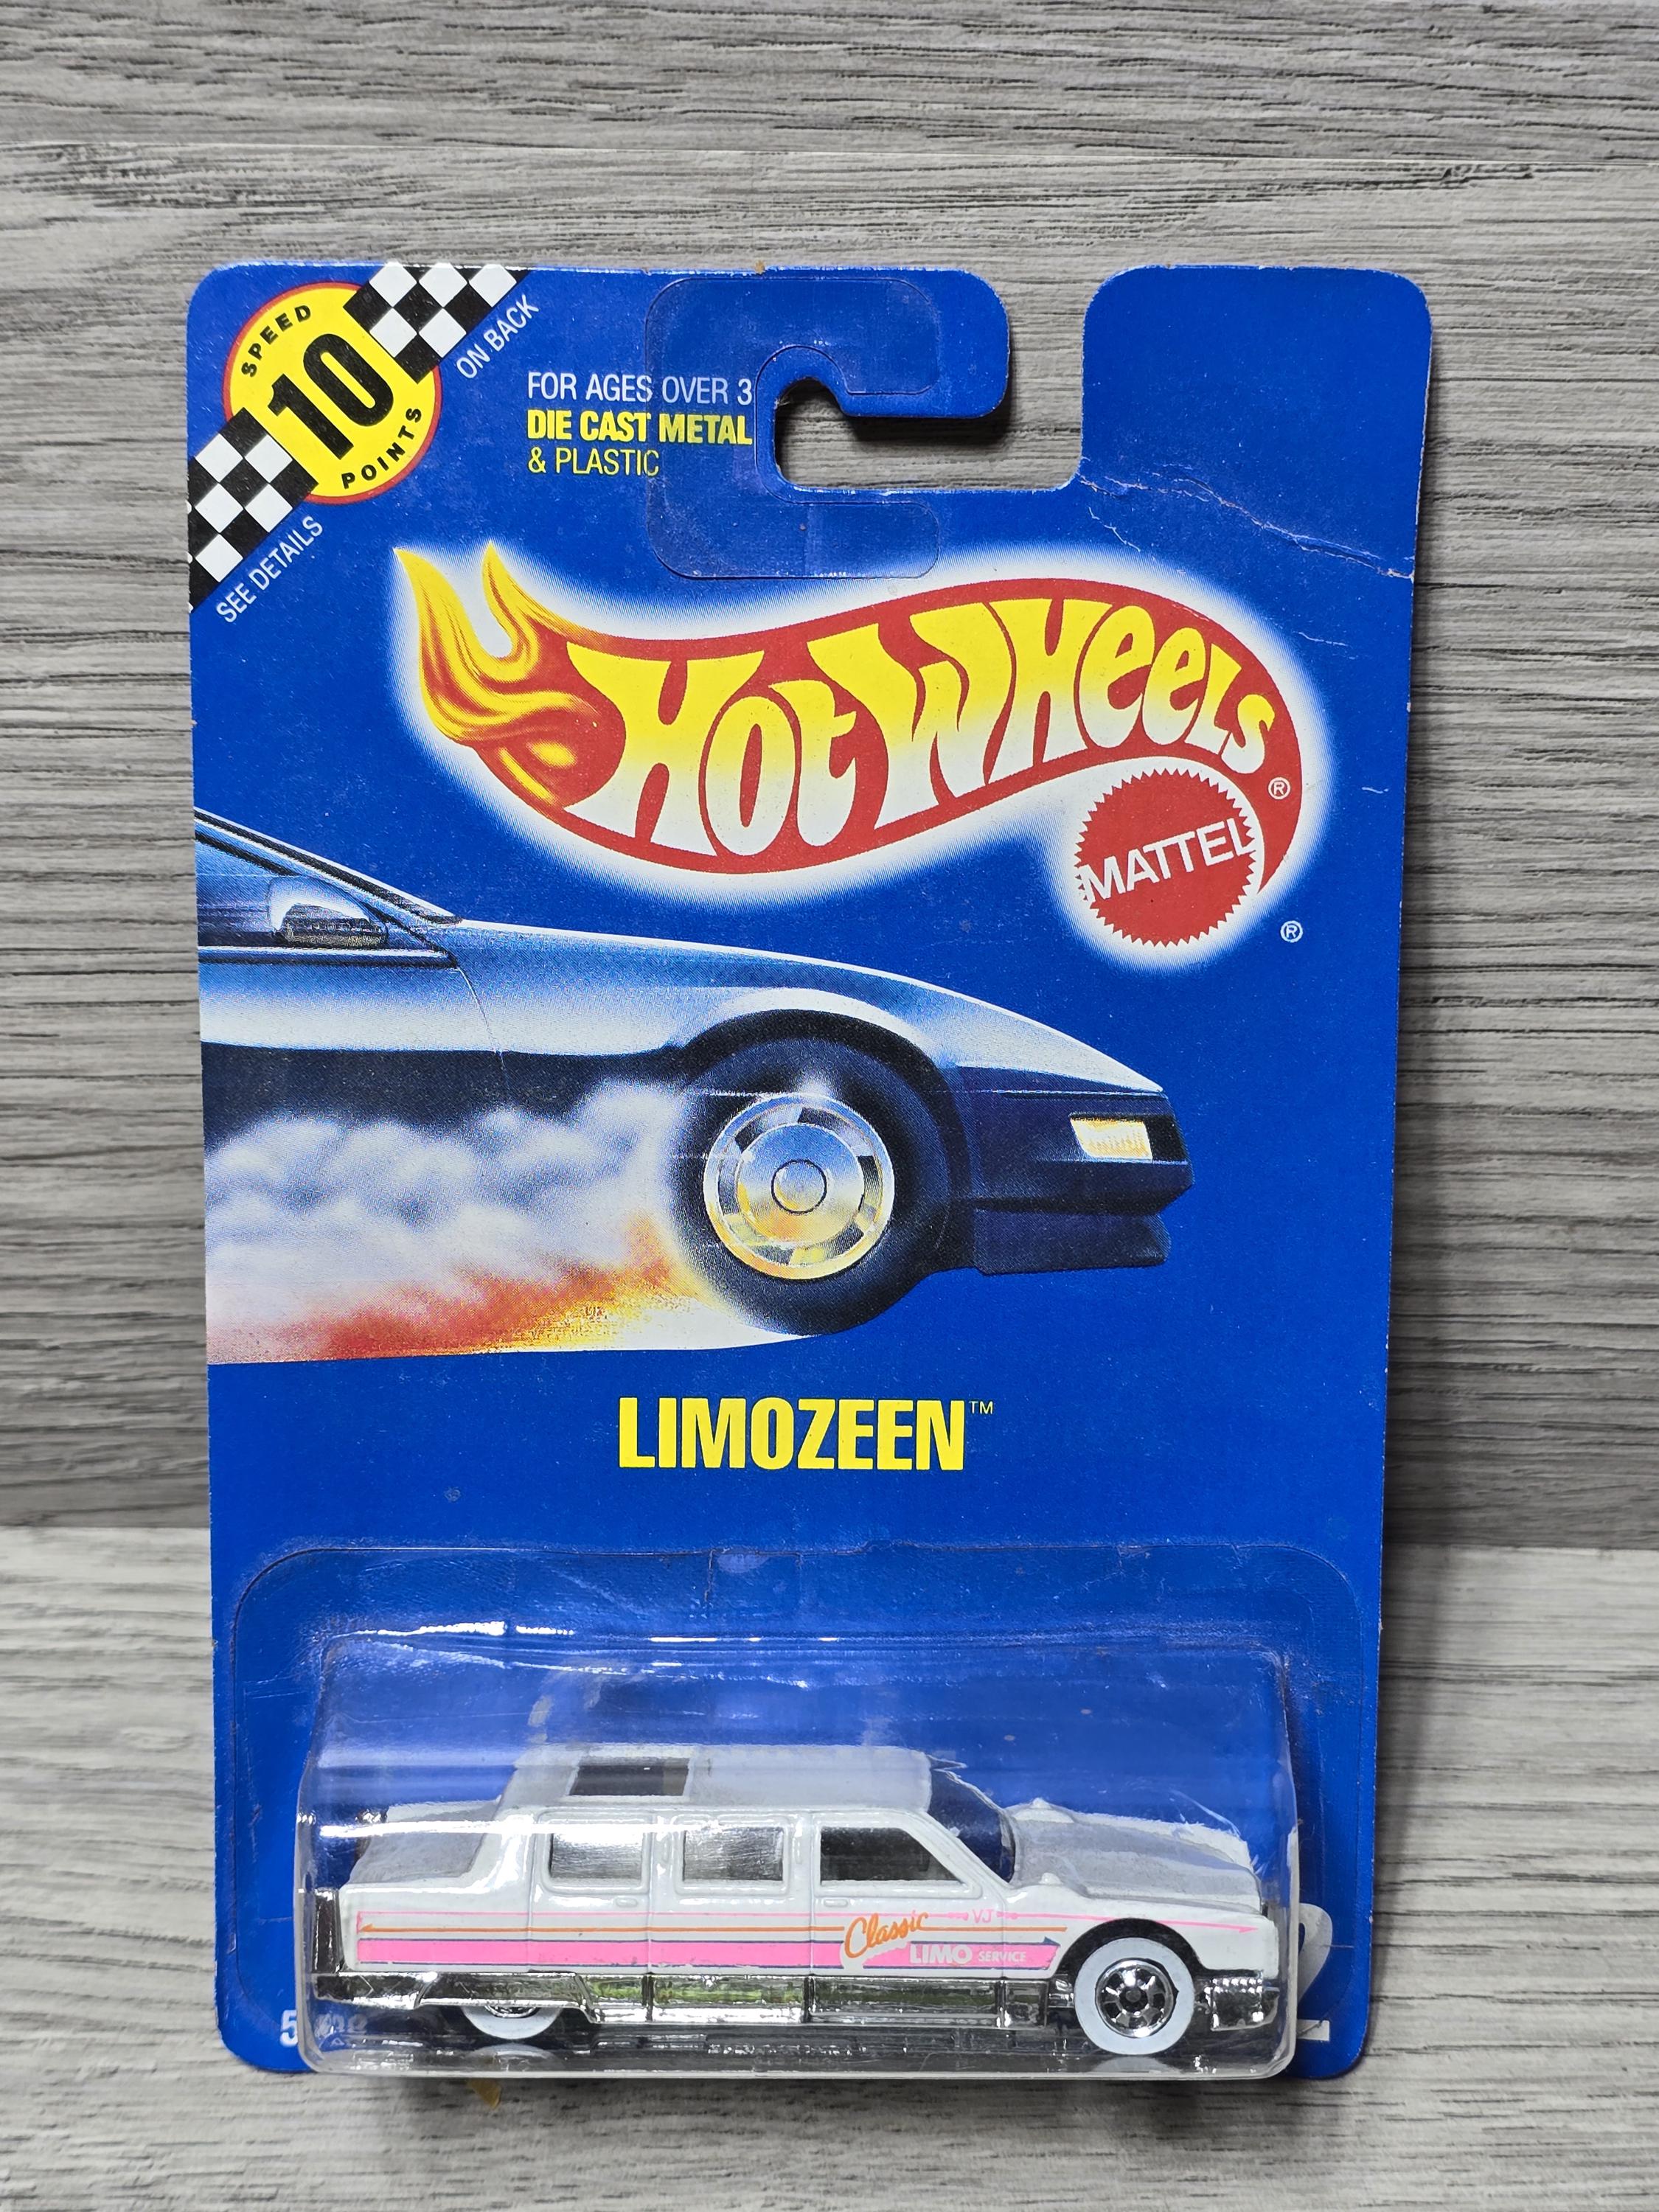 SPEED
10
POINTS
ON BACK
SEE DETAILS
FOR AGES OVER 3
DIE CAST METAL
& PLASTIC
HOT WHEELS®
MATTEL
®
LIMOZEEN™
Classic VJ
LIMO SERVICE